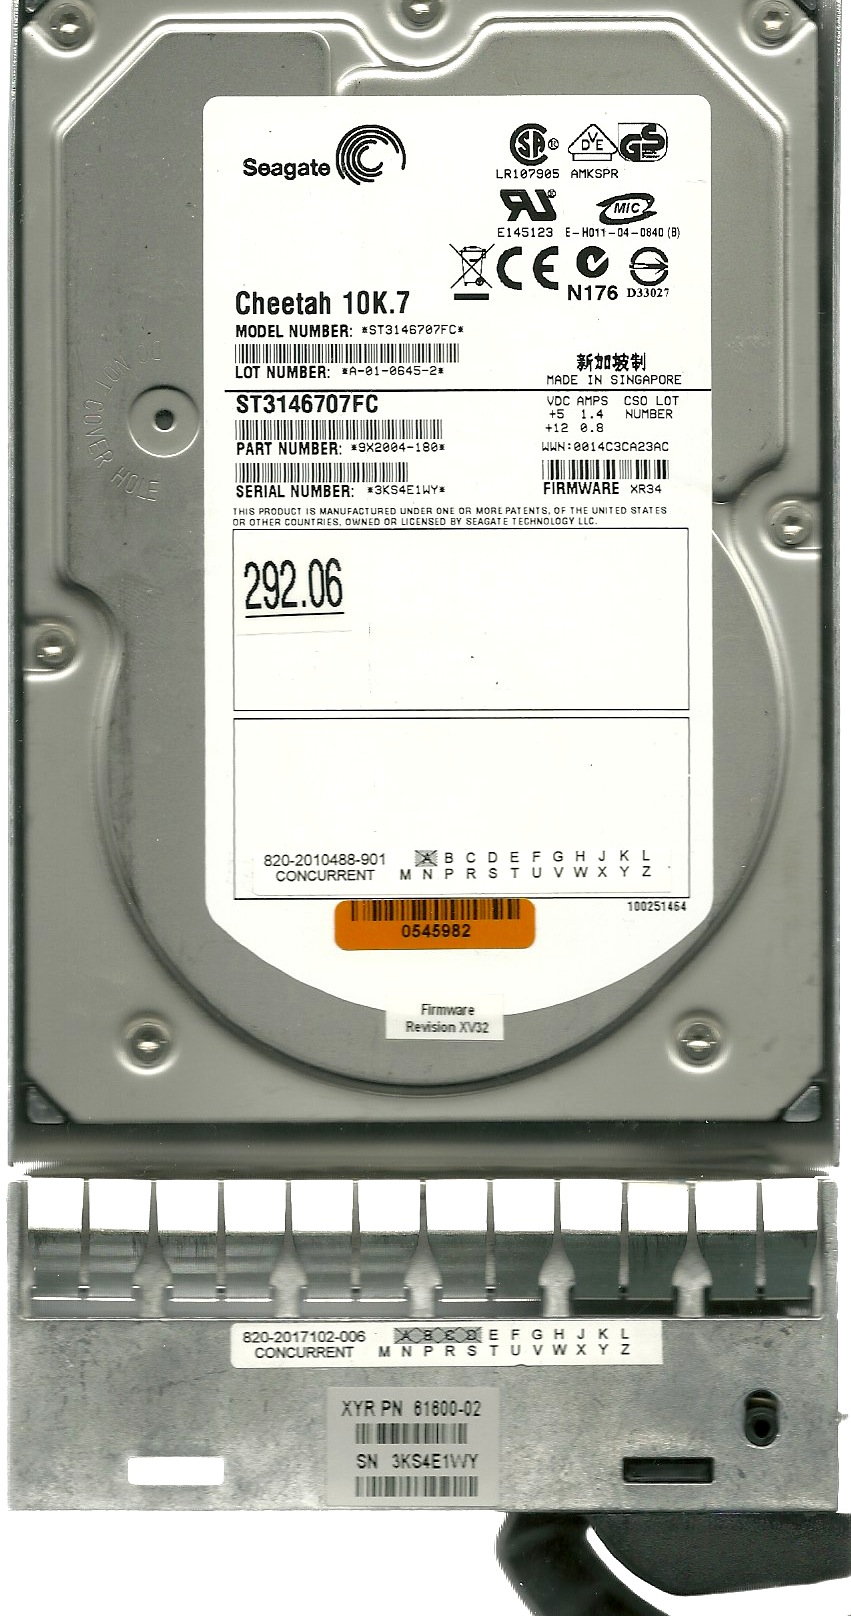 Seagate
LR107905 AMKSPR
E145123 E-H011-04-0840 (B)
MIC
N176 D33027
Cheetah 10K.7
MODEL NUMBER: *ST3146707FC*
LOT NUMBER: *A-01-0645-2*
新加坡制
MADE IN SINGAPORE
ST3146707FC
VDC AMPS CSO LOT
+5 1.4 NUMBER
+12 0.8
PART NUMBER: *9X2004-180*
WWN:0014C3CA23AC
SERIAL NUMBER: *3KS4E1WY*
FIRMWARE XR34
THIS PRODUCT IS MANUFACTURED UNDER ONE OR MORE PATENTS, OF THE UNITED STATES
OR OTHER COUNTRIES, OWNED OR LICENSED BY SEAGATE TECHNOLOGY LLC.
DO NOT COVER HOLE
292.06
820-2010488-901 A B C D E F G H J K L
CONCURRENT M N P R S T U V W X Y Z
100251464
0545982
Firmware
Revision XV32
820-2017102-006 A B C D E F G H J K L
CONCURRENT M N P R S T U V W X Y Z
XYR PN 61600-02
SN 3KS4E1WY